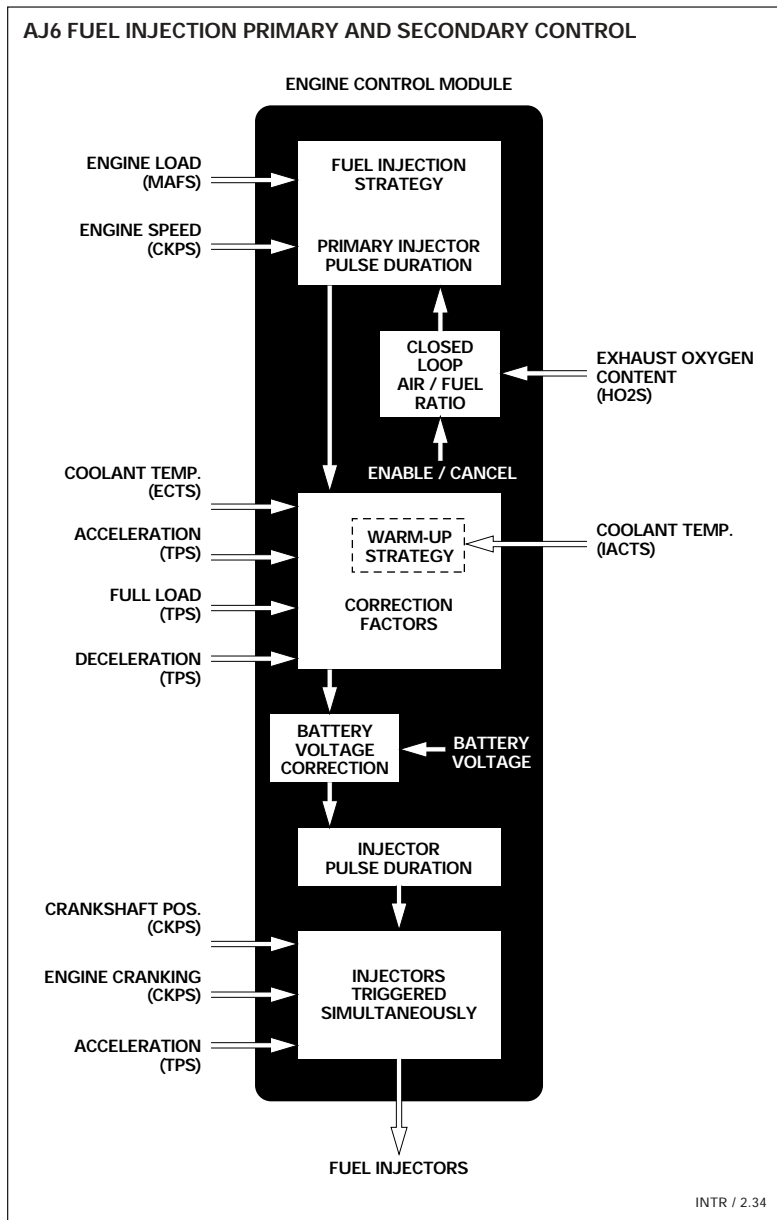 AJ6 FUEL INJECTION PRIMARY AND SECONDARY CONTROL
ENGINE CONTROL MODULE
ENGINE LOAD
(MAFS)
FUEL INJECTION
STRATEGY
ENGINE SPEED
(CKPS)
PRIMARY INJECTOR
PULSE DURATION
CLOSED
LOOP
AIR / FUEL
RATIO
EXHAUST OXYGEN
CONTENT
(HO2S)
ENABLE / CANCEL
COOLANT TEMP.
(ECTS)
ACCELERATION
(TPS)
FULL LOAD
(TPS)
DECELERATION
(TPS)
WARM-UP
STRATEGY
CORRECTION
FACTORS
COOLANT TEMP.
(IACTS)
BATTERY
VOLTAGE
CORRECTION
BATTERY
VOLTAGE
INJECTOR
PULSE DURATION
CRANKSHAFT POS.
(CKPS)
ENGINE CRANKING
(CKPS)
ACCELERATION
(TPS)
INJECTORS
TRIGGERED
SIMULTANEOUSLY
FUEL INJECTORS
INTR / 2.34